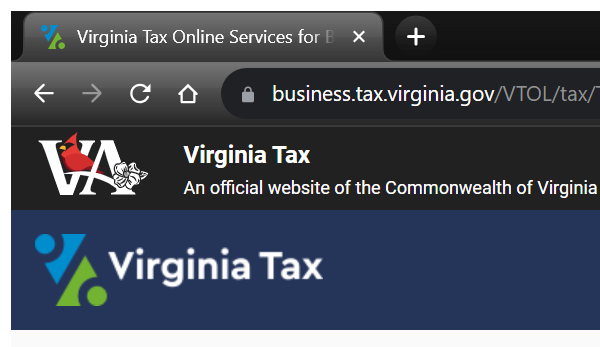 Virginia Tax Online Services for B
business.tax.virginia.gov/VTOL/tax/
VA
Virginia Tax
An official website of the Commonwealth of Virginia
Virginia Tax